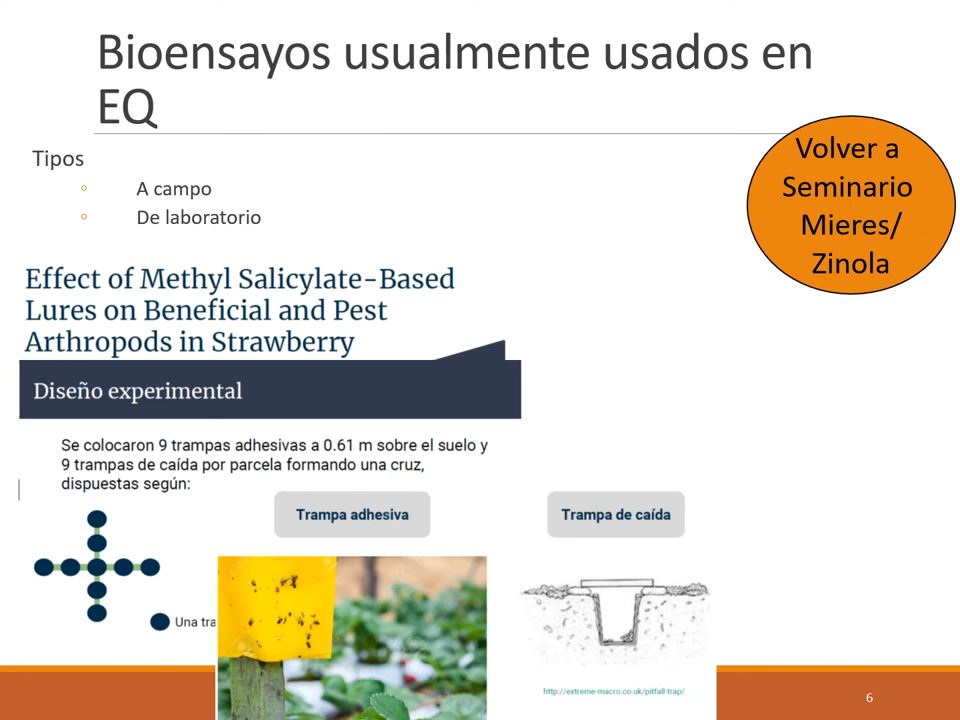 Bioensayos usualmente usados en
EQ
Tipos
A campo
De laboratorio
Volver a
Seminario
Mieres/
Zinola
Effect of Methyl Salicylate-Based
Lures on Beneficial and Pest
Arthropods in Strawberry
Diseño experimental
Se colocaron 9 trampas adhesivas a 0.61 m sobre el suelo y
9 trampas de caída por parcela formando una cruz,
dispuestas según:
Trampa adhesiva
Trampa de caída
Una tra
http://extreme-macro.co.uk/pitfall-trap/
6